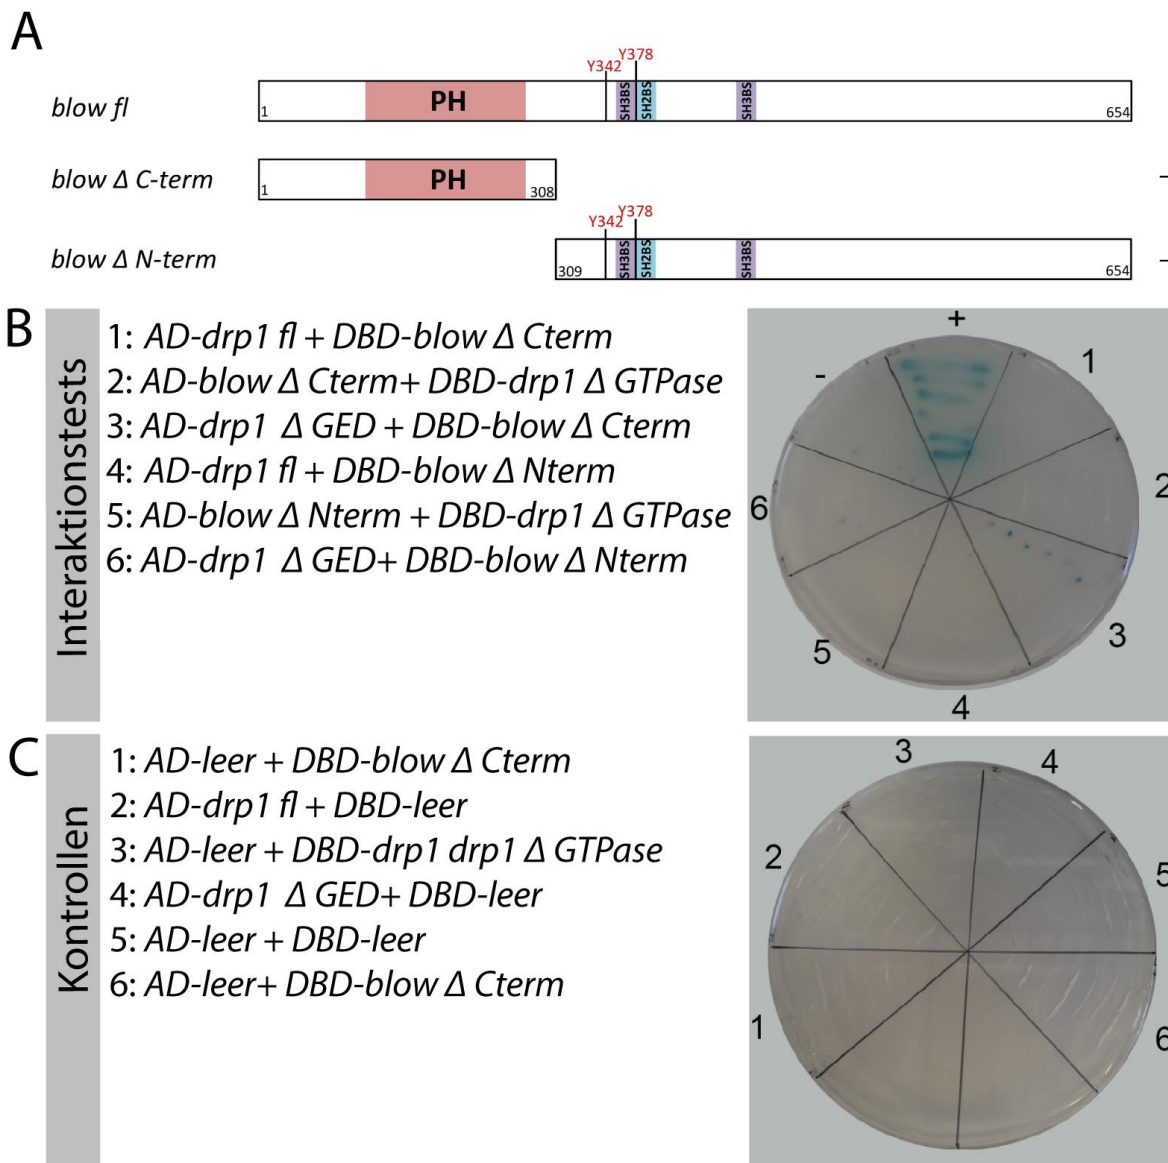 A
Y342 Y378
blow fl
1 PH SH3BS SH2BS SH3BS 654
blow Δ C-term
1 PH 308
Y342 Y378
blow Δ N-term
309 SH3BS SH2BS SH3BS 654
B
Interaktionstests
1: AD-drp1 fl + DBD-blow Δ Cterm
2: AD-blow Δ Cterm+ DBD-drp1 Δ GTPase
3: AD-drp1 Δ GED + DBD-blow Δ Cterm
4: AD-drp1 fl + DBD-blow Δ Nterm
5: AD-blow Δ Nterm + DBD-drp1 Δ GTPase
6: AD-drp1 Δ GED+ DBD-blow Δ Nterm
+
1
2
3
4
5
6
-
C
Kontrollen
1: AD-leer + DBD-blow Δ Cterm
2: AD-drp1 fl + DBD-leer
3: AD-leer + DBD-drp1 drp1 Δ GTPase
4: AD-drp1 Δ GED+ DBD-leer
5: AD-leer + DBD-leer
6: AD-leer+ DBD-blow Δ Cterm
3
4
2
5
1
6